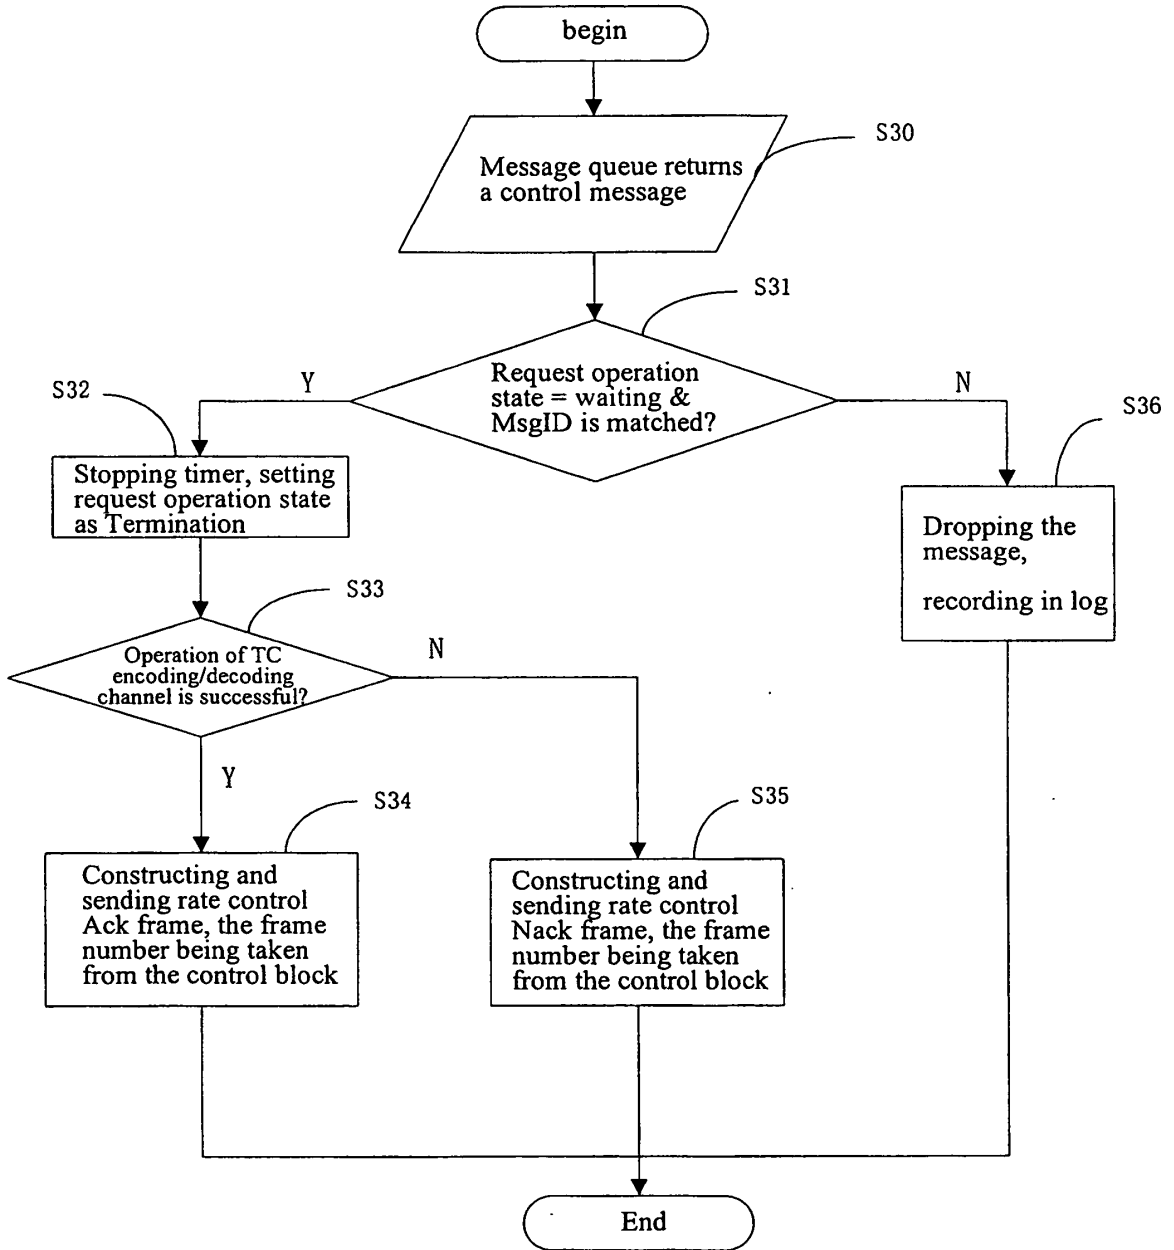 begin
Message queue returns
a control message
S30
S31
Request operation
state = waiting &
MsgID is matched?
Y
N
S32
S36
Stopping timer, setting
request operation state
as Termination
Dropping the
message,
recording in log
S33
Operation of TC
encoding/decoding
channel is successful?
N
Y
S34
S35
Constructing and
sending rate control
Ack frame, the frame
number being taken
from the control block
Constructing and
sending rate control
Nack frame, the frame
number being taken
from the control block
End